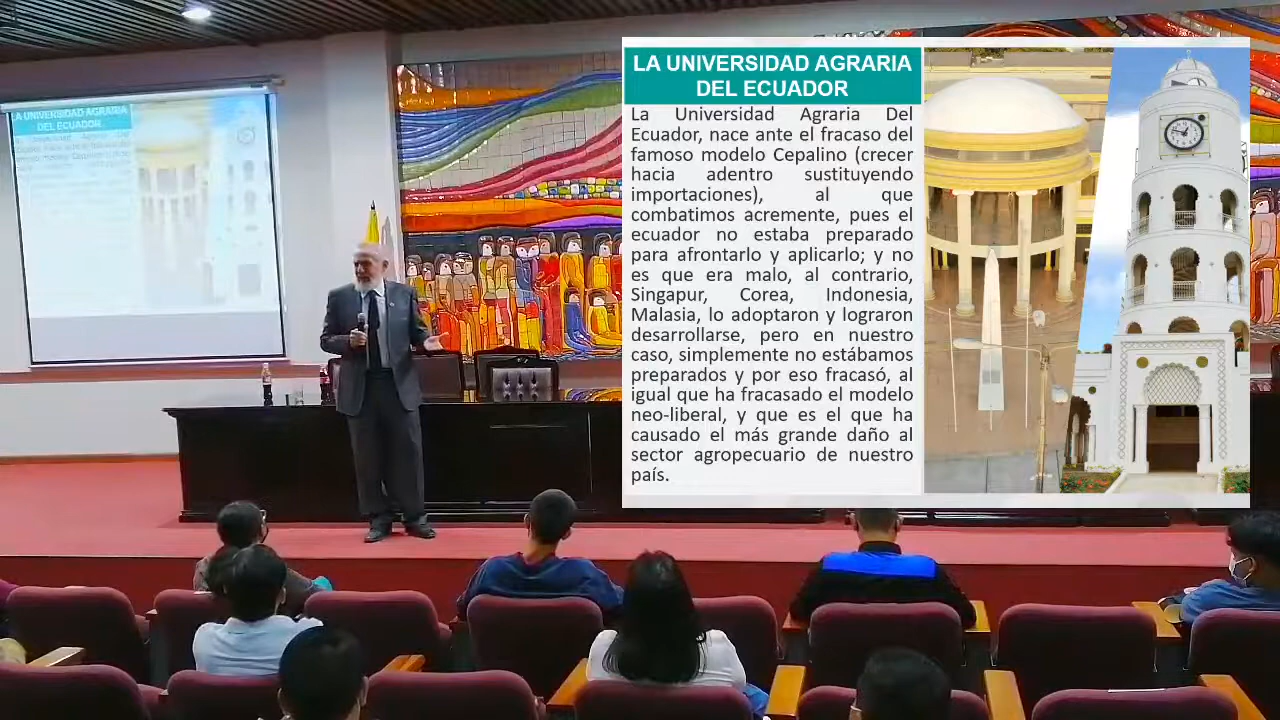 LA UNIVERSIDAD AGRARIA
DEL ECUADOR
LA UNIVERSIDAD AGRARIA
DEL ECUADOR
La Universidad Agraria Del
Ecuador, nace ante el fracaso del
famoso modelo Cepalino (crecer
hacia adentro sustituyendo
importaciones), al que
combatimos acremente, pues el
ecuador no estaba preparado
para afrontarlo y aplicarlo; y no
es que era malo, al contrario,
Singapur, Corea, Indonesia,
Malasia, lo adoptaron y lograron
desarrollarse, pero en nuestro
caso, simplemente no estábamos
preparados y por eso fracasó, al
igual que ha fracasado el modelo
neo-liberal, y que es el que ha
causado el más grande daño al
sector agropecuario de nuestro
país.